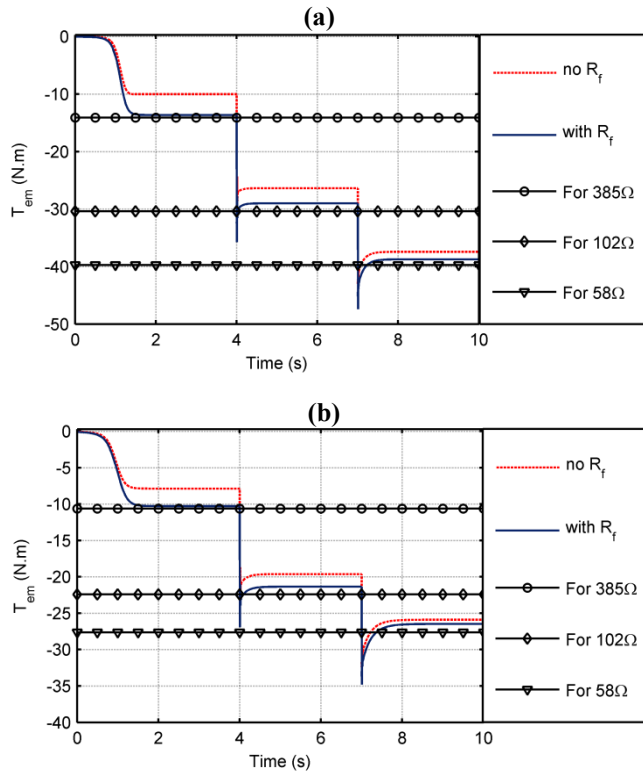 (a)
0
-10
-20
-30
-40
-50
T_em (N.m)
0 2 4 6 8 10
Time (s)
no R_f
with R_f
For 385Ω
For 102Ω
For 58Ω
(b)
0
-5
-10
-15
-20
-25
-30
-35
-40
T_em (N.m)
0 2 4 6 8 10
Time (s)
no R_f
with R_f
For 385Ω
For 102Ω
For 58Ω